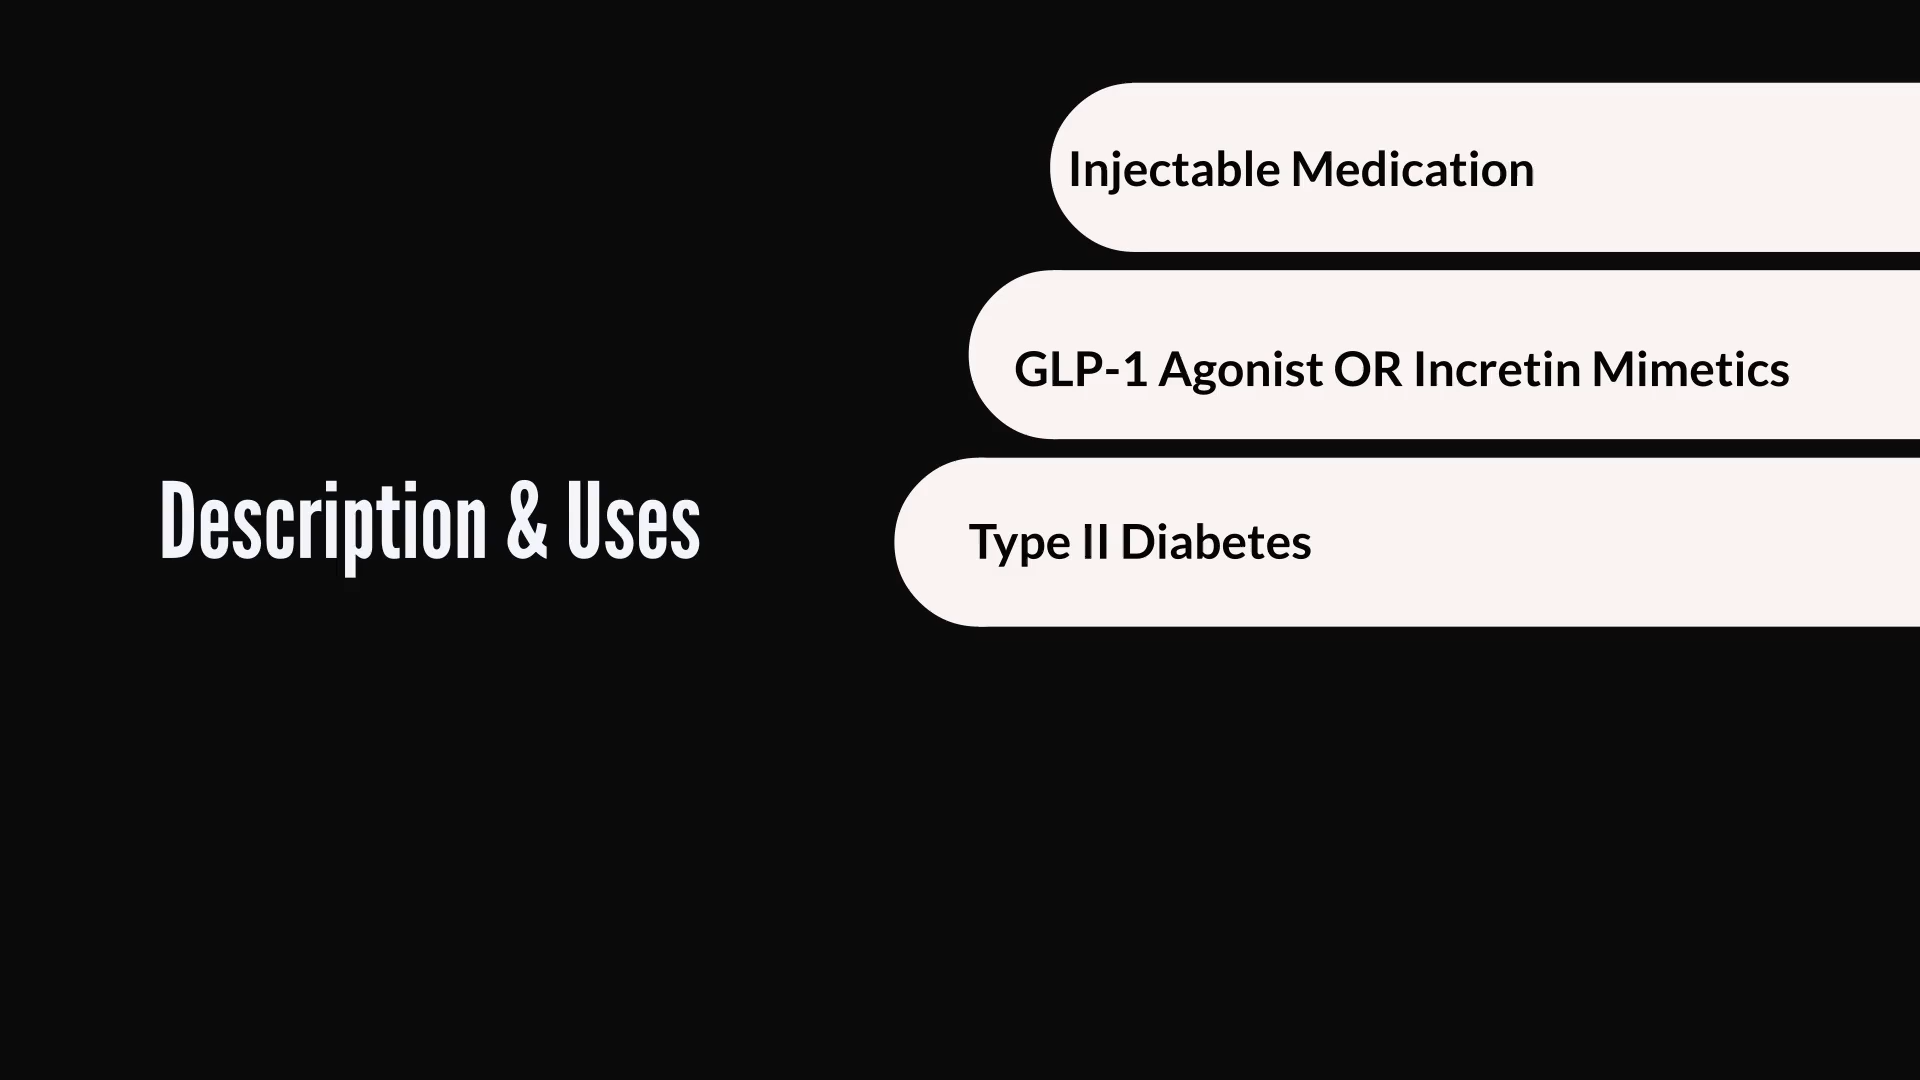 Description & Uses
Injectable Medication
GLP-1 Agonist OR Incretin Mimetics
Type II Diabetes